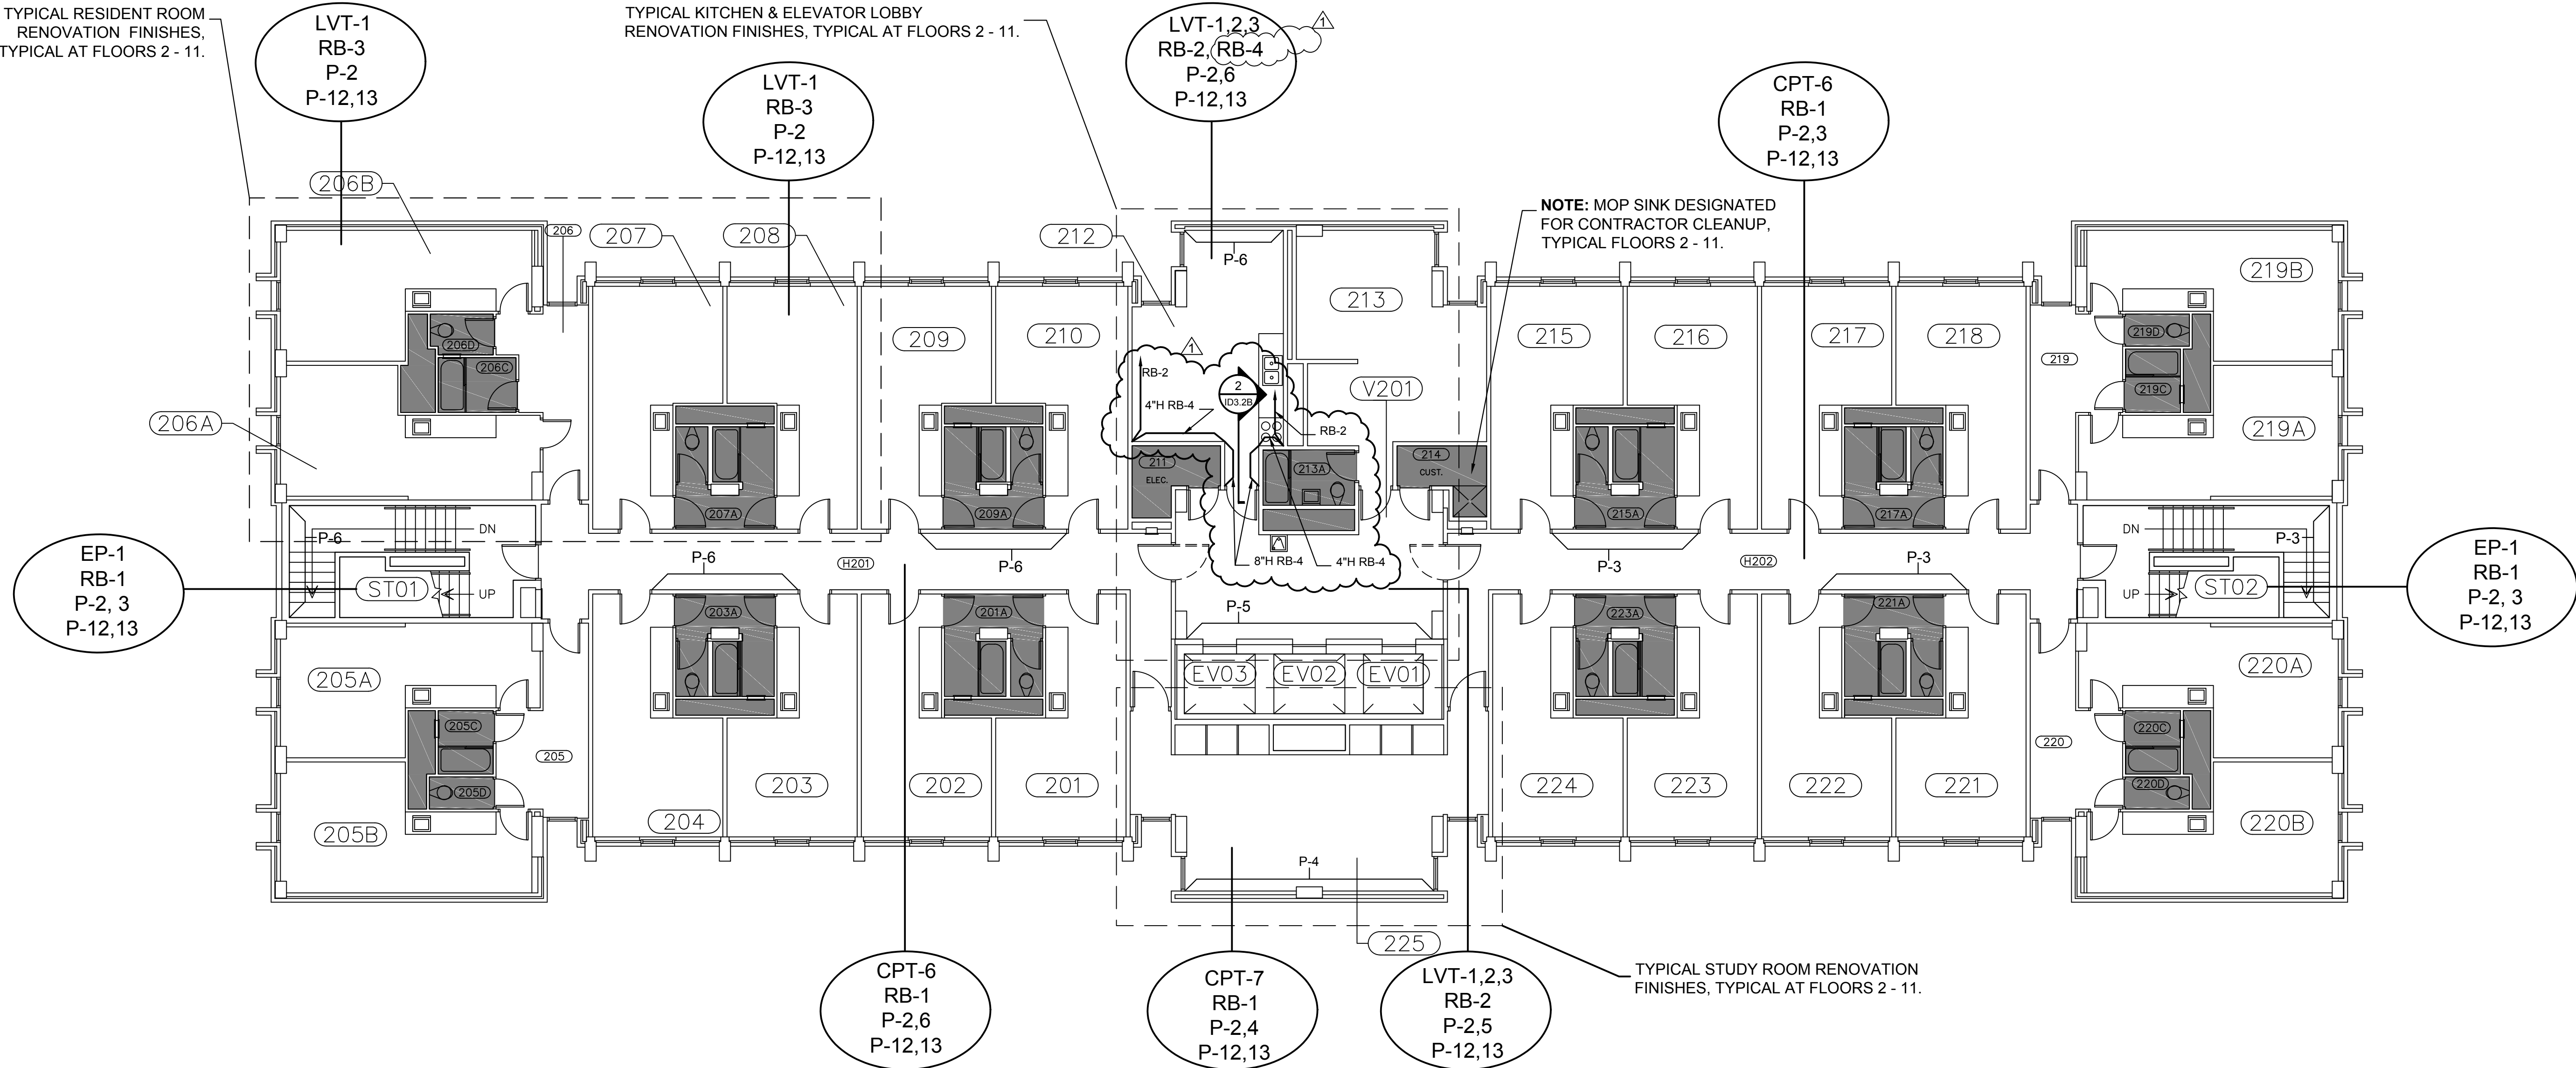 TYPICAL RESIDENT ROOM
RENOVATION FINISHES,
TYPICAL AT FLOORS 2 - 11.
LVT-1
RB-3
P-2
P-12,13
TYPICAL KITCHEN & ELEVATOR LOBBY
RENOVATION FINISHES, TYPICAL AT FLOORS 2 - 11.
LVT-1
RB-3
P-2
P-12,13
LVT-1,2,3
RB-2, RB-4
P-2,6
P-12,13
1
CPT-6
RB-1
P-2,3
P-12,13
NOTE: MOP SINK DESIGNATED
FOR CONTRACTOR CLEANUP,
TYPICAL FLOORS 2 - 11.
206B
206
207
208
212
P-6
213
219B
209
210
215
216
217
218
206D
206C
219D
219
219C
1
RB-2
4"H RB-4
2
ID3.2B
RB-2
V201
206A
219A
211
ELEC.
213A
214
CUST.
207A
209A
215A
217A
DN
P-6
UP
ST01
P-6
H201
P-6
8"H RB-4
4"H RB-4
P-3
H202
P-3
DN
P-3
UP
ST02
EP-1
RB-1
P-2, 3
P-12,13
EP-1
RB-1
P-2, 3
P-12,13
203A
201A
P-5
223A
221A
205A
EV03
EV02
EV01
220A
205C
205
205D
220C
220
220D
205B
204
203
202
201
224
223
222
221
220B
P-4
225
CPT-6
RB-1
P-2,6
P-12,13
CPT-7
RB-1
P-2,4
P-12,13
LVT-1,2,3
RB-2
P-2,5
P-12,13
TYPICAL STUDY ROOM RENOVATION
FINISHES, TYPICAL AT FLOORS 2 - 11.